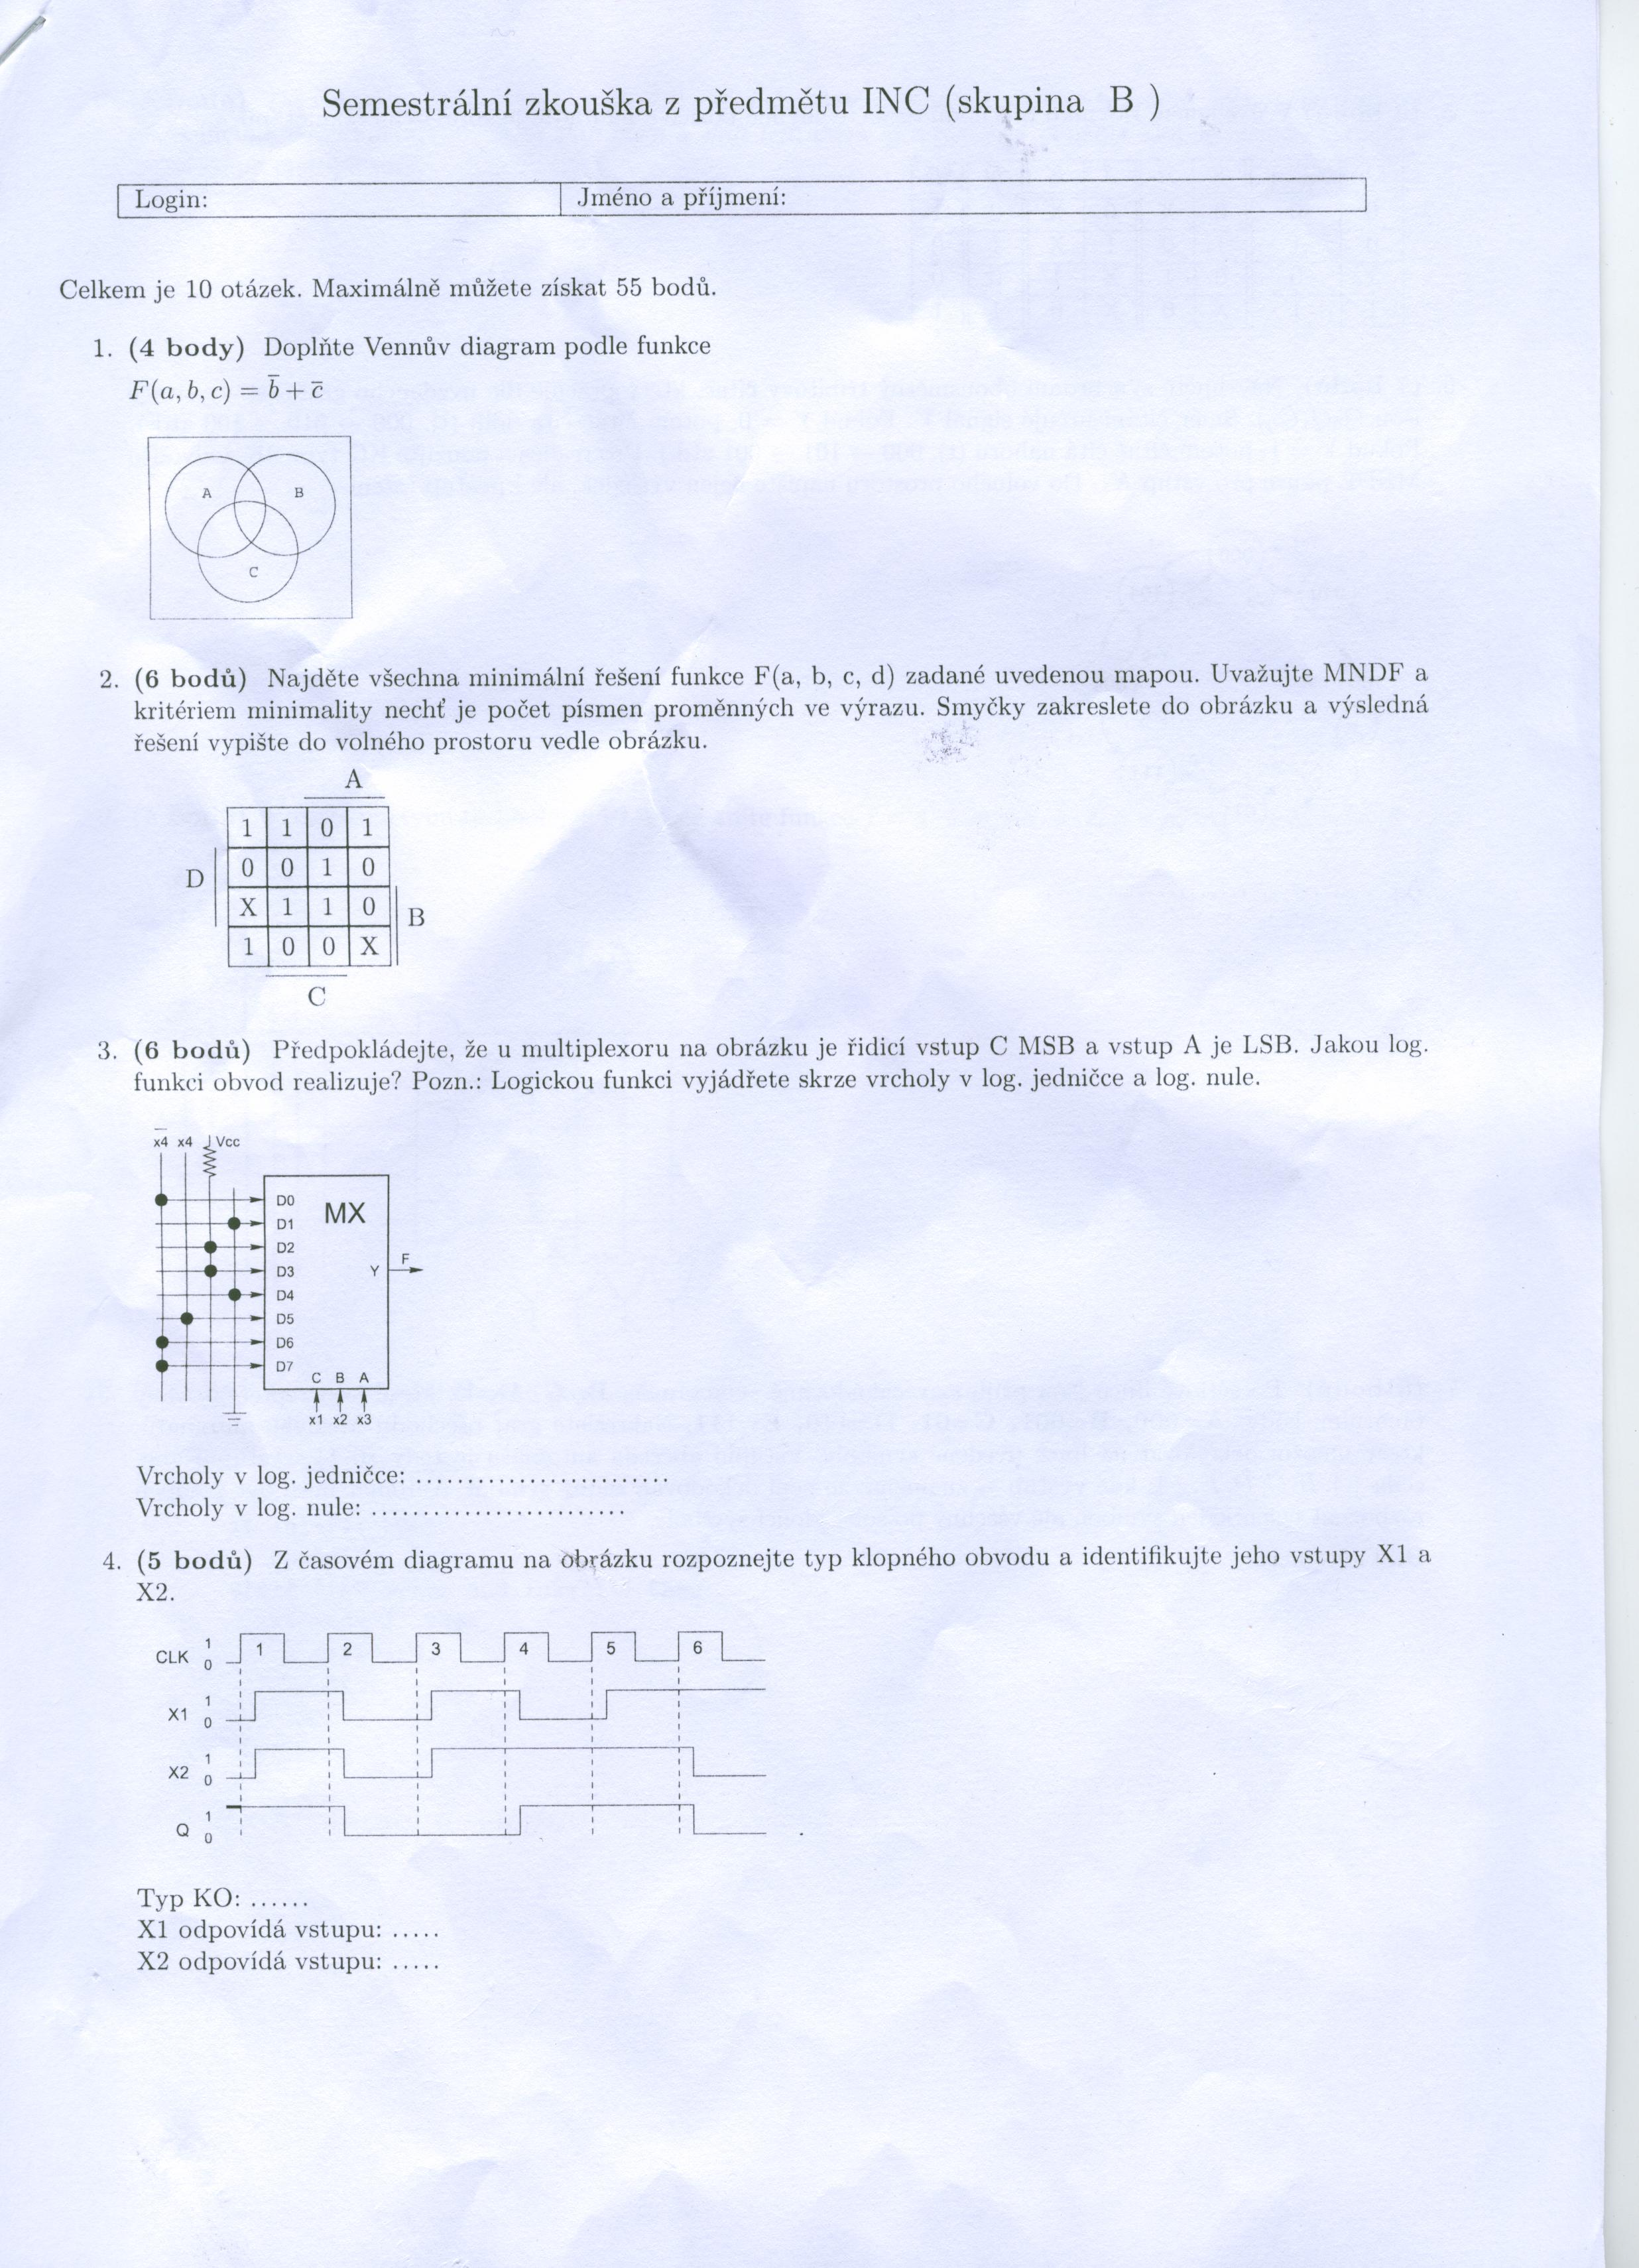 Semestrální zkouška z předmětu INC (skupina B )
Login: Jméno a příjmení:
Celkem je 10 otázek. Maximálně můžete získat 55 bodů.
1. (4 body) Doplňte Vennův diagram podle funkce
F(a, b, c) = b̄ + c̄
A B
C
2. (6 bodů) Najděte všechna minimální řešení funkce F(a, b, c, d) zadané uvedenou mapou. Uvažujte MNDF a
kritériem minimality nechť je počet písmen proměnných ve výrazu. Smyčky zakreslete do obrázku a výsledná
řešení vypište do volného prostoru vedle obrázku.
A
1 1 0 1
D 0 0 1 0
X 1 1 0 B
1 0 0 X
C
3. (6 bodů) Předpokládejte, že u multiplexoru na obrázku je řidicí vstup C MSB a vstup A je LSB. Jakou log.
funkci obvod realizuje? Pozn.: Logickou funkci vyjádřete skrze vrcholy v log. jedničce a log. nule.
x̄4 x4 Vcc
D0 MX
D1
D2
D3 Y F
D4
D5
D6
D7
C B A
x1 x2 x3
Vrcholy v log. jedničce: .........................
Vrcholy v log. nule: .........................
4. (5 bodů) Z časovém diagramu na obrázku rozpoznejte typ klopného obvodu a identifikujte jeho vstupy X1 a
X2.
CLK 1 0 1 2 3 4 5 6
X1 1 0
X2 1 0
Q 1 0
Typ KO: ......
X1 odpovídá vstupu: .....
X2 odpovídá vstupu: .....